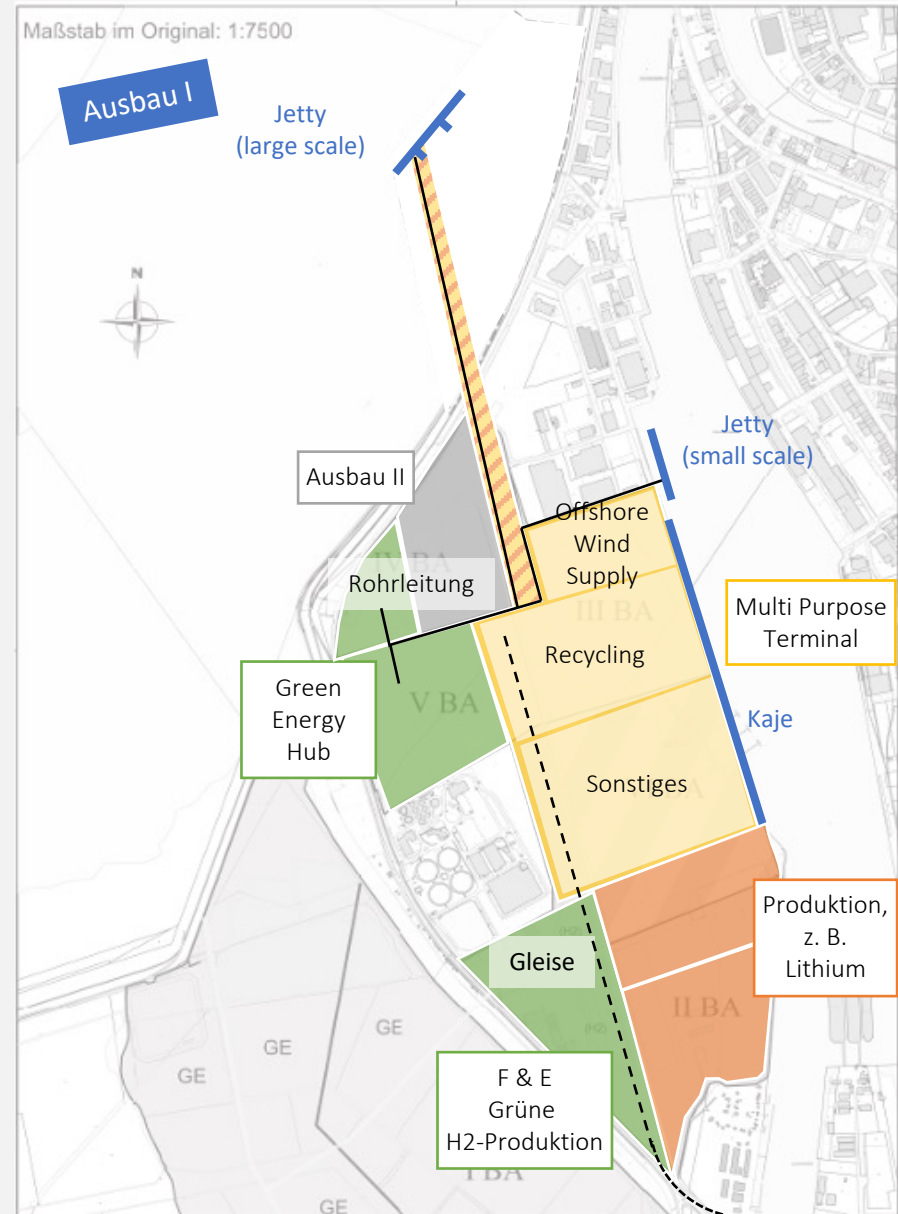 Maßstab im Original: 1:7500
Ausbau I
Jetty
(large scale)
N
Jetty
(small scale)
Ausbau II
Offshore
Wind
Supply
IV BA
Rohrleitung
III BA
Multi Purpose
Terminal
Recycling
Green
Energy
Hub
V BA
Kaje
Sonstiges
Produktion,
z. B.
Lithium
(H2)
Gleise
II BA
GE
GE
GE
(H2)
F & E
Grüne
H2-Produktion
I BA
GE